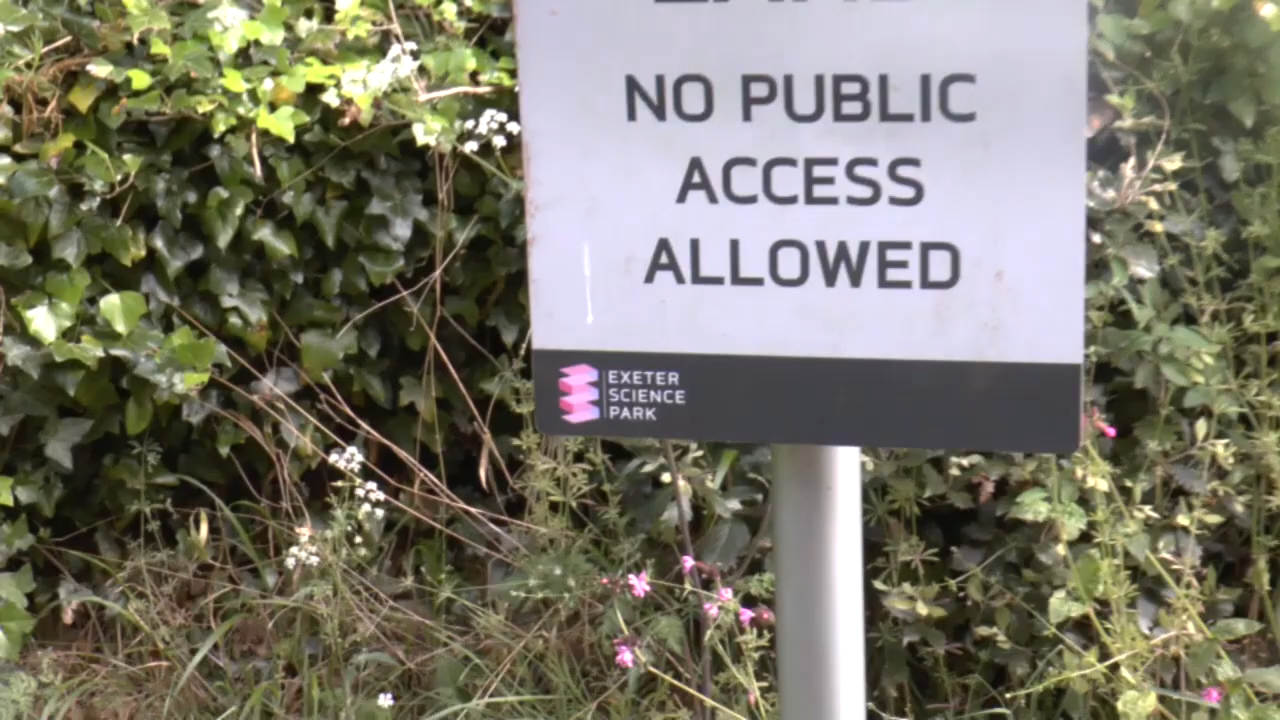 NO PUBLIC
ACCESS
ALLOWED
EXETER
SCIENCE
PARK